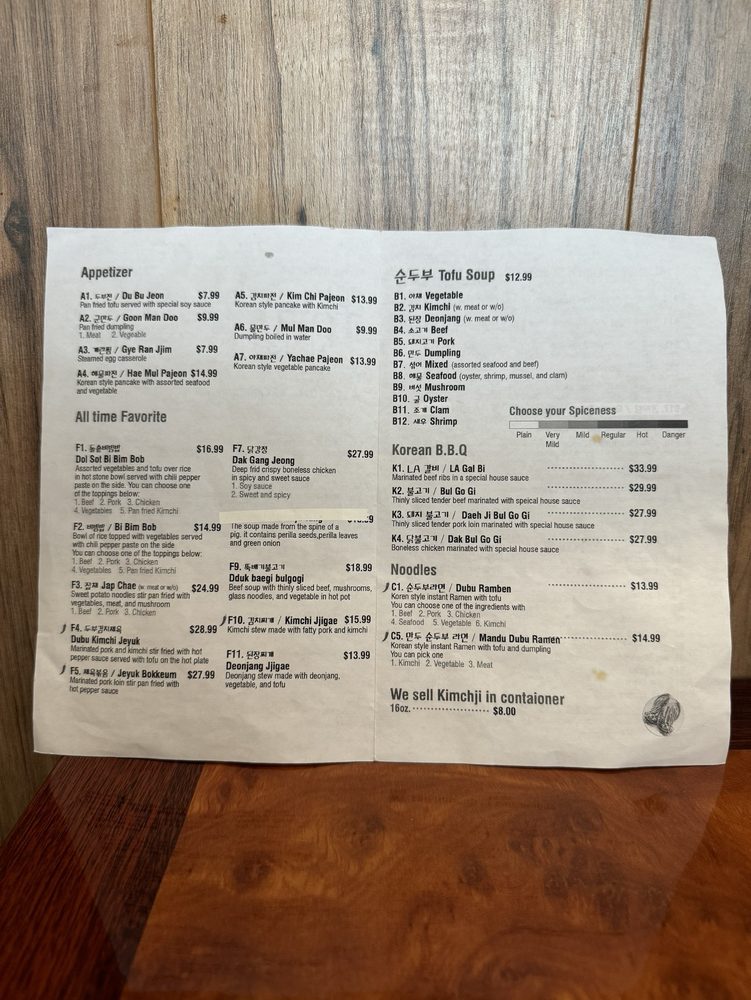 Appetizer
A1. 두부전 / Du Bu Jeon $7.99
Pan fried tofu served with special soy sauce
A2. 군만두 / Goon Man Doo $9.99
Pan fried dumpling
1. Meat 2. Vegeable
A3. 계란찜 / Gye Ran Jjim $7.99
Steamed egg casserole
A4. 해물파전 / Hae Mul Pajeon $14.99
Korean style pancake with assorted seafood
and vegetable
A5. 김치파전 / Kim Chi Pajeon $13.99
Korean style pancake with Kimchi
A6. 물만두 / Mul Man Doo $9.99
Dumpling boiled in water
A7. 야채파전 / Yachae Pajeon $13.99
Korean style vegetable pancake
All time Favorite
F1. 돌솥비빔밥 $16.99
Dol Sot Bi Bim Bob
Assorted vegetables and tofu over rice
in hot stone bowl served with chili pepper
paste on the side. You can choose one
of the toppings below:
1. Beef 2. Pork 3. Chicken
4. Vegetables 5. Pan fried Kimchi
F2. 비빔밥 / Bi Bim Bob $14.99
Bowl of rice topped with vegetables served
with chili pepper paste on the side
You can choose one of the toppings below:
1. Beef 2. Pork 3. Chicken
4. Vegetables 5. Pan fried Kimchi
F3. 잡채 Jap Chae (w. meat or w/o) $24.99
Sweet potato noodles stir pan fried with
vegetables, meat, and mushroom
1. Beef 2. Pork 3. Chicken
F4. 두부김치제육 $28.99
Dubu Kimchi Jeyuk
Marinated pork and kimchi stir fried with hot
pepper sauce served with tofu on the hot plate
F5. 제육볶음 / Jeyuk Bokkeum $27.99
Marinated pork loin stir pan fried with
hot pepper sauce
F7. 닭강정 $27.99
Dak Gang Jeong
Deep frid crispy boneless chicken
in spicy and sweet sauce
1. Soy sauce
2. Sweet and spicy
The soup made from the spine of a
pig. it contains perilla seeds,perilla leaves
and green onion
F9. 뚝배기불고기 $18.99
Dduk baegi bulgogi
Beef soup with thinly sliced beef, mushrooms,
glass noodles, and vegetable in hot pot
F10. 김치찌개 / Kimchi Jjigae $15.99
Kimchi stew made with fatty pork and kimchi
F11. 된장찌개 $13.99
Deonjang Jjigae
Deonjang stew made with deonjang,
vegetable, and tofu
순두부 Tofu Soup $12.99
B1. 야채 Vegetable
B2. 김치 Kimchi (w. meat or w/o)
B3. 된장 Deonjang (w. meat or w/o)
B4. 소고기 Beef
B5. 돼지고기 Pork
B6. 만두 Dumpling
B7. 섞어 Mixed (assorted seafood and beef)
B8. 해물 Seafood (oyster, shrimp, mussel, and clam)
B9. 버섯 Mushroom
B10. 굴 Oyster
B11. 조개 Clam
B12. 새우 Shrimp
Choose your Spiceness
Plain Very Mild Mild Regular Hot Danger
Korean B.B.Q
K1. LA 갈비 / LA Gal Bi $33.99
Marinated beef ribs in a special house sauce
K2. 불고기 / Bul Go Gi $29.99
Thinly sliced tender beef marinated with speical house sauce
K3. 돼지 불고기 / Daeh Ji Bul Go Gi $27.99
Thinly sliced tender pork loin marinated with speical house sauce
K4. 닭불고기 / Dak Bul Go Gi $27.99
Boneless chicken marinated with special house sauce
Noodles
C1. 순두부라면 / Dubu Ramben $13.99
Koren style instant Ramen with tofu
You can choose one of the ingredients with
1. Beef 2. Pork 3. Chicken
4. Seafood 5. Vegetable 6. Kimchi
C5. 만두 순두부 라면 / Mandu Dubu Ramen $14.99
Korean style instant Ramen with tofu and dumpling
You can pick one
1. Kimchi 2. Vegetable 3. Meat
We sell Kimchji in contaioner
16oz. $8.00